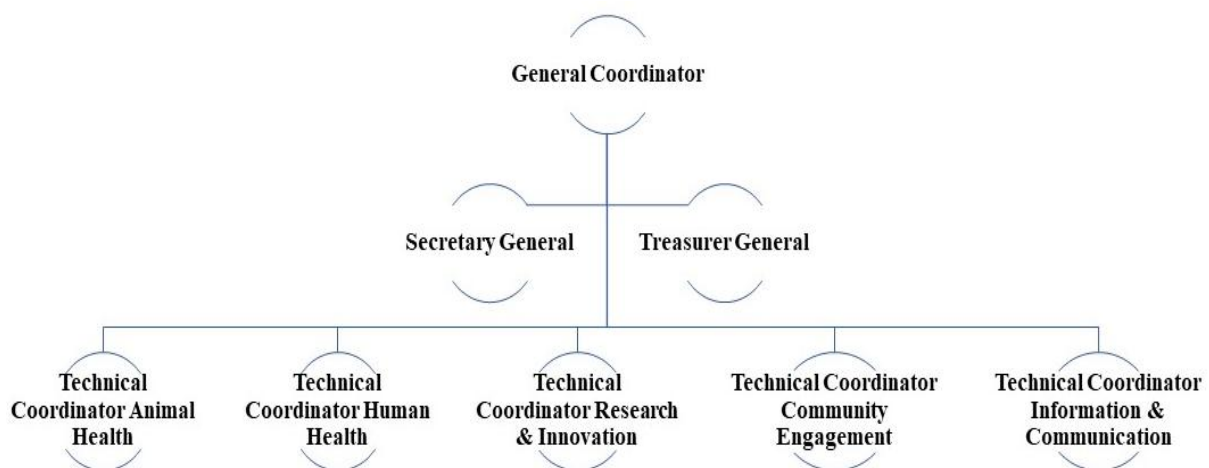 General Coordinator
Secretary General
Treasurer General
Technical
Coordinator Animal
Health
Technical
Coordinator Human
Health
Technical
Coordinator Research
& Innovation
Technical Coordinator
Community
Engagement
Technical Coordinator
Information &
Communication